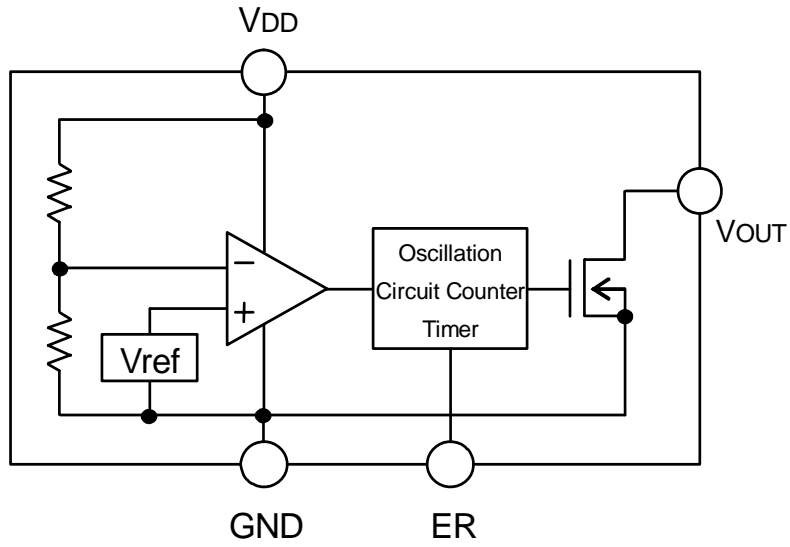 VDD
VOUT
Oscillation
Circuit Counter
Timer
−
+
Vref
GND
ER